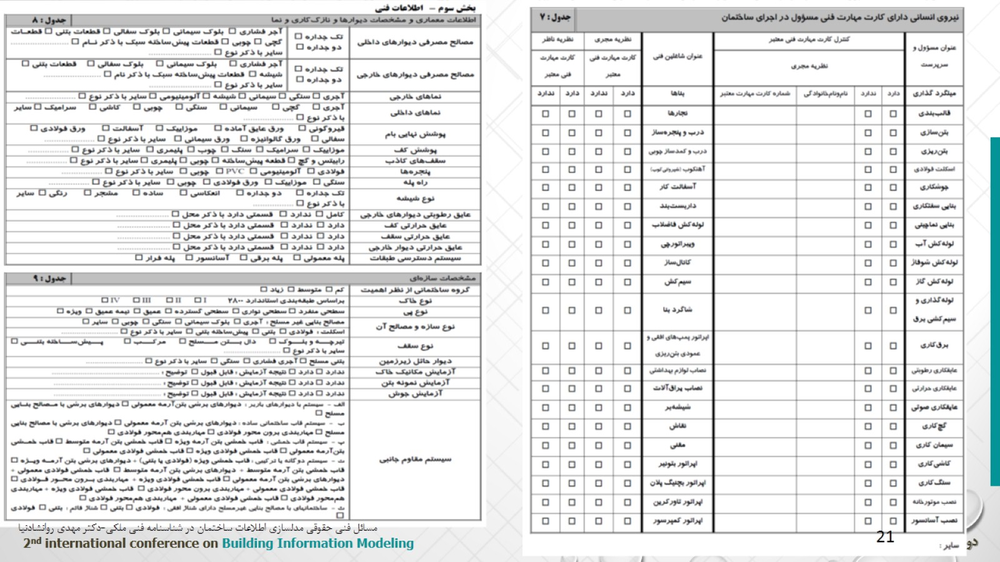 نیروی انسانی دارای کارت مهارت فنی مسؤول در اجرای ساختمان
جدول : ۷
عنوان مسؤول و سرپرست
کنترل کارت مهارت فنی معتبر
نظریه مجری
عنوان شاغلین فنی
نظریه مجری
نظریه ناظر
کارت مهارت فنی معتبر
کارت مهارت فنی معتبر
میلگرد گذاری دارد ندارد نام‌ونام‌خانوادگی شماره کارت مهارت معتبر بناها دارد ندارد دارد ندارد
قالب‌بندی ☐ ☐ نجارها ☐ ☐ ☐ ☐
بتن‌سازی ☐ ☐ درب و پنجره‌ساز ☐ ☐ ☐ ☐
بتن‌ریزی ☐ ☐ درب و کمدساز چوبی ☐ ☐ ☐ ☐
اسکلت فولادی ☐ ☐ آهنکوب (شیروانی‌کوب) ☐ ☐ ☐ ☐
جوشکاری ☐ ☐ آسفالت کار ☐ ☐ ☐ ☐
بنایی سفتکاری ☐ ☐ داربست‌بند ☐ ☐ ☐ ☐
بنایی نماچینی ☐ ☐ لوله‌کش فاضلاب ☐ ☐ ☐ ☐
لوله‌کش آب ☐ ☐ ویبراتورچی ☐ ☐ ☐ ☐
لوله‌کش شوفاژ ☐ ☐ کانال‌ساز ☐ ☐ ☐ ☐
لوله‌کش گاز ☐ ☐ سیم‌کش ☐ ☐ ☐ ☐
لوله‌گذاری و سیم‌کشی برق ☐ ☐ شاگرد بنا ☐ ☐ ☐ ☐
برق‌کاری ☐ ☐ اپراتور پمپ‌های افقی و عمودی بتن‌ریزی ☐ ☐ ☐ ☐
عایقکاری رطوبتی ☐ ☐ نصاب لوازم بهداشتی ☐ ☐ ☐ ☐
عایقکاری حرارتی ☐ ☐ نصاب یراق‌آلات ☐ ☐ ☐ ☐
عایقکاری صوتی ☐ ☐ شیشه‌بر ☐ ☐ ☐ ☐
گچ‌کاری ☐ ☐ نقاش ☐ ☐ ☐ ☐
سیمان کاری ☐ ☐ مقنی ☐ ☐ ☐ ☐
کاشی‌کاری ☐ ☐ اپراتور بتونیر ☐ ☐ ☐ ☐
سنگ‌کاری ☐ ☐ اپراتور بچینگ پلان ☐ ☐ ☐ ☐
نصب موتورخانه ☐ ☐ اپراتور تاورکرین ☐ ☐ ☐ ☐
نصب آسانسور ☐ ☐ اپراتور کمپرسور ☐ ☐ ☐ ☐
سایر :
21
دو
بخش سوم – اطلاعات فنی
اطلاعات معماری و مشخصات دیوارها و نازک‌کاری و نما
جدول : ۸
مصالح مصرفی دیوارهای داخلی
تک جداره ☐
دو جداره ☐
آجر فشاری ☐ بلوک سیمانی ☐ بلوک سفالی ☐ قطعات بتنی ☐ قطعـات
گچی ☐ چوبی ☐ قطعات پیش‌ساخته سبک با ذکر نـام ☐ ....................
سایر با ذکر نوع ☐ ....................
مصالح مصرفی دیوارهای خارجی
تک جداره ☐
دو جداره ☐
آجر فشاری ☐ بلوک سیمانی ☐ بلوک سفالی ☐ قطعات بتنی ☐
شیشه ☐ قطعات پیش‌ساخته سبک با ذکر نام ☐ ....................
سایر با ذکر نوع ☐ ....................
نماهای خارجی آجری ☐ سنگی ☐ سیمانی ☐ شیشه ☐ آلومینیومی ☐ سایر با ذکر نوع ☐ ....................
نماهای داخلی آجری ☐ گچی ☐ سیمانی ☐ سنگی ☐ چوبی ☐ کاشی ☐ سرامیک ☐ سایر
با ذکر نوع ☐ ....................
پوشش نهایی بام قیروگونی ☐ ورق عایق آماده ☐ موزاییک ☐ آسفالت ☐ ورق فولادی ☐
سفالی ☐ ورق گالوانیزه ☐ ورق سیمانی ☐ سایر با ذکر نوع ☐ ....................
پوشش کف موزاییک ☐ سرامیک ☐ سنگ ☐ چوب ☐ پلیمری ☐ سایر با ذکر نوع ☐ ....................
سقف‌های کاذب رابیتس و گچ ☐ قطعه پیش‌ساخته ☐ چوبی ☐ پلیمری ☐ سایر با ذکر نوع ☐ ....................
پنجره‌ها فولادی ☐ آلومینیومی ☐ PVC ☐ چوبی ☐ سایر با ذکر نوع ☐ ....................
راه پله سنگی ☐ موزاییک ☐ ورق فولادی ☐ چوبی ☐ سایر با ذکر نوع ☐ ....................
نوع شیشه تک جداره ☐ دو جداره ☐ انعکاسی ☐ ساده ☐ مشجر ☐ رنگی ☐ سایر
با ذکر نوع ☐ ....................
عایق رطوبتی دیوارهای خارجی کامل ☐ ندارد ☐ قسمتی دارد با ذکر محل ☐ ....................
عایق حرارتی کف دارد ☐ ندارد ☐ قسمتی دارد با ذکر محل ☐ ....................
عایق حرارتی سقف دارد ☐ ندارد ☐ قسمتی دارد با ذکر محل ☐ ....................
عایق حرارتی دیوار خارجی دارد ☐ ندارد ☐ قسمتی دارد با ذکر محل ☐ ....................
سیستم دسترسی طبقات پله معمولی ☐ پله برقی ☐ آسانسور ☐ پله فرار ☐
مشخصات سازه‌ای
جدول : ۹
گروه ساختمانی از نظر اهمیت کم ☐ متوسط ☐ زیاد ☐
نوع خاک براساس طبقه‌بندی استاندارد ۲۸۰۰ I ☐ II ☐ III ☐ IV ☐
نوع پی سطحی منفرد ☐ سطحی نواری ☐ سطحی گسترده ☐ عمیق ☐ نیمه عمیق ☐ ویژه ☐
نوع سازه و مصالح آن مصالح بنایی غیر مسلح : آجری ☐ بلوک سیمانی ☐ سنگی ☐ چوبی ☐ سایر ☐
اسکلت : فولادی ☐ بتنی ☐ پیش‌ساخته بتنی ☐ سایر با ذکر نوع ☐ ....................
نوع سقف تیرچـه و بلـوک ☐ دال بـتن مـسلح ☐ مرکـب ☐ پـیش‌سـاخته بتنـی ☐
سایر با ذکر نوع ☐ ....................
دیوار حائل زیرزمین بتنی مسلح ☐ آجری فشاری ☐ سنگی ☐ سایر با ذکر نوع ☐ ....................
آزمایش مکانیک خاک ندارد ☐ دارد ☐ نتیجه آزمایش : قابل قبول ☐ توضیح : ....................
آزمایش نمونه بتن ندارد ☐ دارد ☐ نتیجه آزمایش : قابل قبول ☐ توضیح : ....................
آزمایش جوش ندارد ☐ دارد ☐ نتیجه آزمایش : قابل قبول ☐ توضیح : ....................
سیستم مقاوم جانبی
الف – سیستم با دیوارهای باربر : دیوارهای برشی بتن‌آرمه معمولی ☐ دیوارهای برشی با مـصالح بنـایی
مسلح ☐
ب – سیستم قاب ساختمانی ساده : دیوارهای برشی بتن آرمه معمولی ☐ دیوارهای برشی با مصالح بنایی
مسلح ☐ مهاربندی برون محور فولادی ☐ مهاربندی هم‌محور فولادی ☐
پ – سیستم قاب خمشی : قاب خمشی بتن آرمه ویژه ☐ قاب خمشی بتن آرمه متوسط ☐ قاب خمـشی
بتن‌آرمه معمولی ☐ قاب خمشی فولادی ویژه ☐ قاب خمشی فولادی معمولی ☐
ت – سیستم دوگانه یا ترکیبی : قاب خمشی ویژه (فولادی یا بتنی) + دیوارهای برشی بتن آرمـه ویـژه ☐
قاب خمشی بتن آرمه متوسط + دیوارهای برشی بتن آرمه متوسط ☐ قاب خمشی فولادی معمولی +
دیوارهای برشی بتن آرمه معمولی ☐ قاب خمشی فولادی ویژه + مهاربندی بـرون محـور فـولادی ☐
قاب خمشی فولادی معمولی + مهاربندی برون محور فولادی ☐ قاب خمشی فولادی ویژه + مهاربندی
هم‌محور فولادی ☐ قاب خمشی فولادی معمولی + مهاربندی هم‌محور فولادی ☐
ث – ساختمانهای با مصالح بنایی غیرمسلح دارای شناژ افقی : فولادی ☐ بتنی ☐ شناژ قائم : بتنی ☐ فولادی
☐
مسائل فنی حقوقی مدلسازی اطلاعات ساختمان در شناسنامه فنی ملکی-دکتر مهدی روانشادنیا
2nd international conference on Building Information Modeling